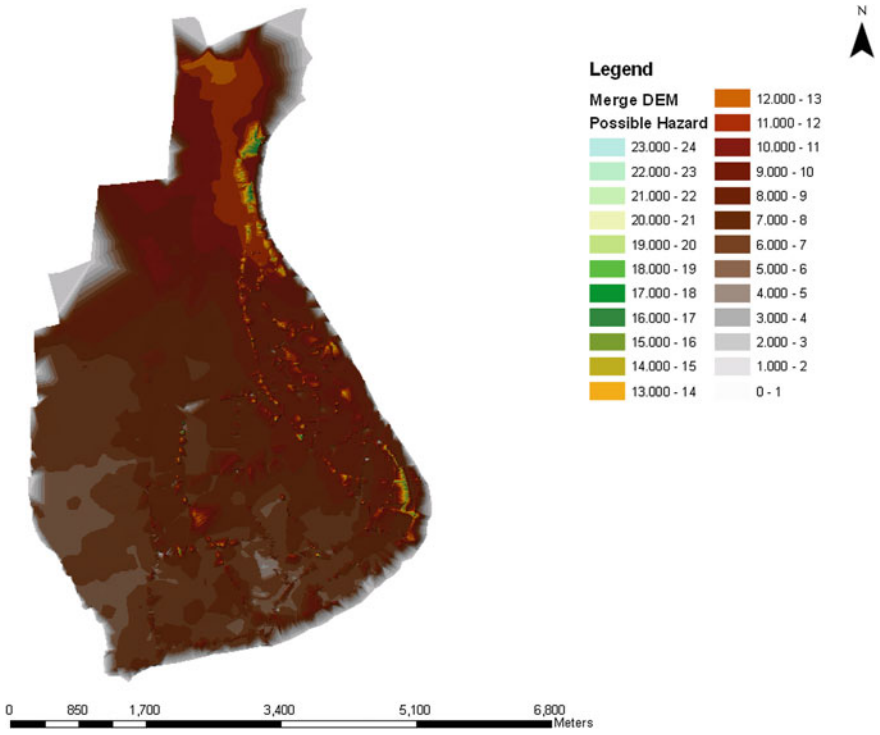 N
Legend
Merge DEM
Possible Hazard
23.000 - 24
22.000 - 23
21.000 - 22
20.000 - 21
19.000 - 20
18.000 - 19
17.000 - 18
16.000 - 17
15.000 - 16
14.000 - 15
13.000 - 14
12.000 - 13
11.000 - 12
10.000 - 11
9.000 - 10
8.000 - 9
7.000 - 8
6.000 - 7
5.000 - 6
4.000 - 5
3.000 - 4
2.000 - 3
1.000 - 2
0 - 1
0 850 1,700 3,400 5,100 6,800
Meters